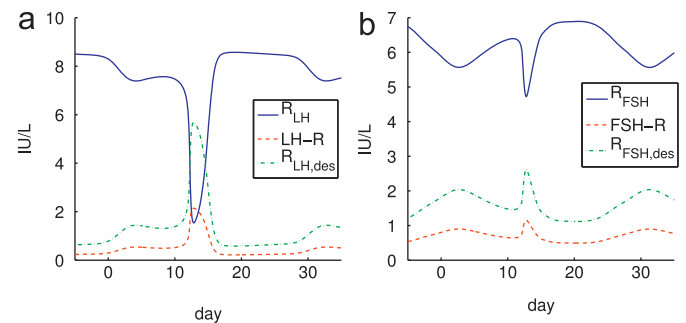 a
10
8
6
4
2
0
IU/L
0 10 20 30
day
R_LH
LH-R
R_LH,des
b
7
6
5
4
3
2
1
0
IU/L
0 10 20 30
day
R_FSH
FSH-R
R_FSH,des